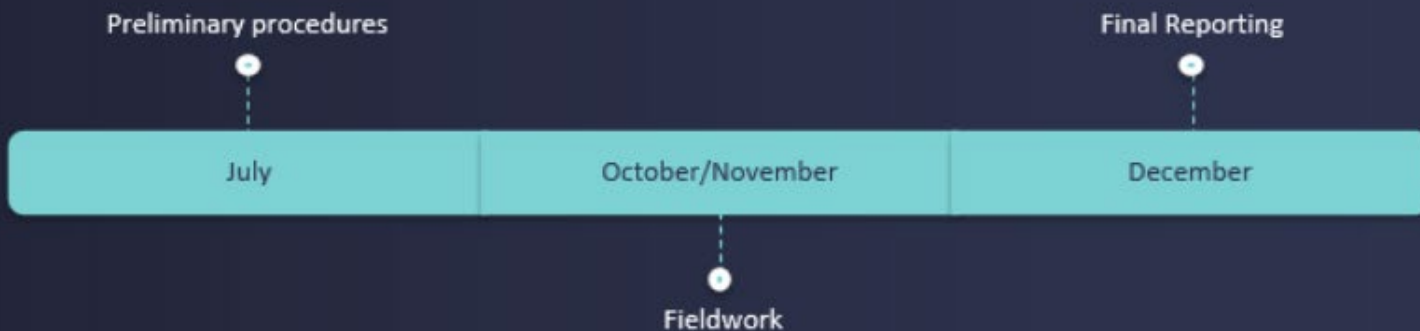 Preliminary procedures
Final Reporting
July
October/November
December
Fieldwork